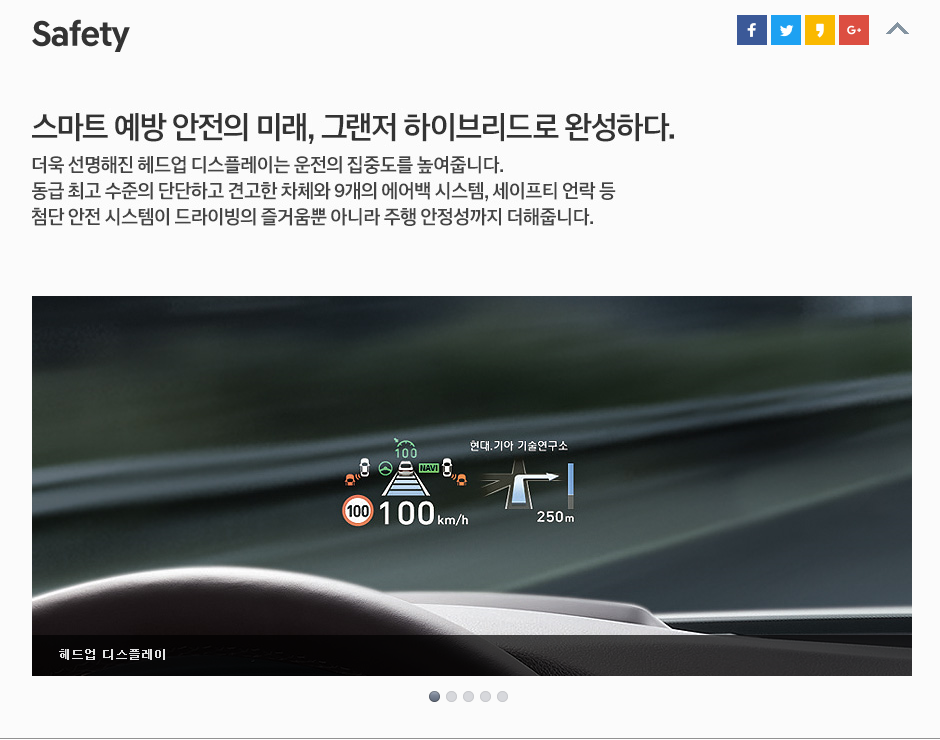 Safety
f
G+
스마트 예방 안전의 미래, 그랜저 하이브리드로 완성하다.
더욱 선명해진 헤드업 디스플레이는 운전의 집중도를 높여줍니다.
동급 최고 수준의 단단하고 견고한 차체와 9개의 에어백 시스템, 세이프티 언락 등
첨단 안전 시스템이 드라이빙의 즐거움뿐 아니라 주행 안정성까지 더해줍니다.
100
NAVI
100
100km/h
현대.기아 기술연구소
250m
헤드업 디스플레이